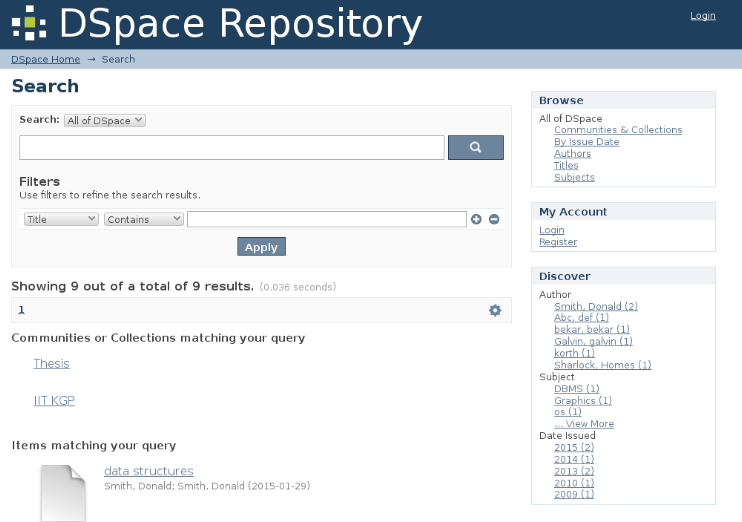 DSpace Repository
Login
DSpace Home → Search
Search
Search: All of DSpace
Filters
Use filters to refine the search results.
Title Contains
Apply
Showing 9 out of a total of 9 results. (0.036 seconds)
1
Communities or Collections matching your query
Thesis
IIT KGP
Items matching your query
data structures
Smith, Donald; Smith, Donald (2015-01-29)
Browse
All of DSpace
Communities & Collections
By Issue Date
Authors
Titles
Subjects
My Account
Login
Register
Discover
Author
Smith, Donald (2)
Abc, def (1)
bekar, bekar (1)
Galvin, galvin (1)
korth (1)
Sharlock, Homes (1)
Subject
DBMS (1)
Graphics (1)
os (1)
... View More
Date Issued
2015 (2)
2014 (1)
2013 (2)
2010 (1)
2009 (1)